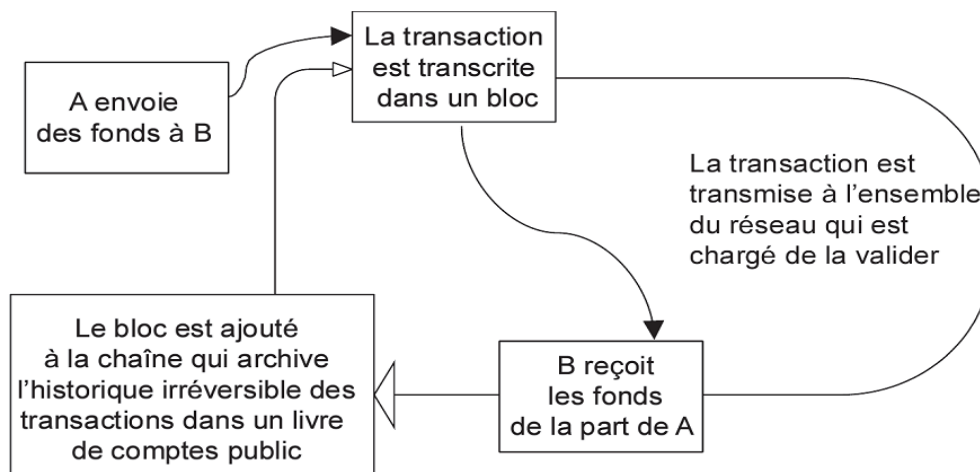 La transaction
est transcrite
dans un bloc
A envoie
des fonds à B
La transaction est
transmise à l’ensemble
du réseau qui est
chargé de la valider
Le bloc est ajouté
à la chaîne qui archive
l’historique irréversible des
transactions dans un livre
de comptes public
B reçoit
les fonds
de la part de A